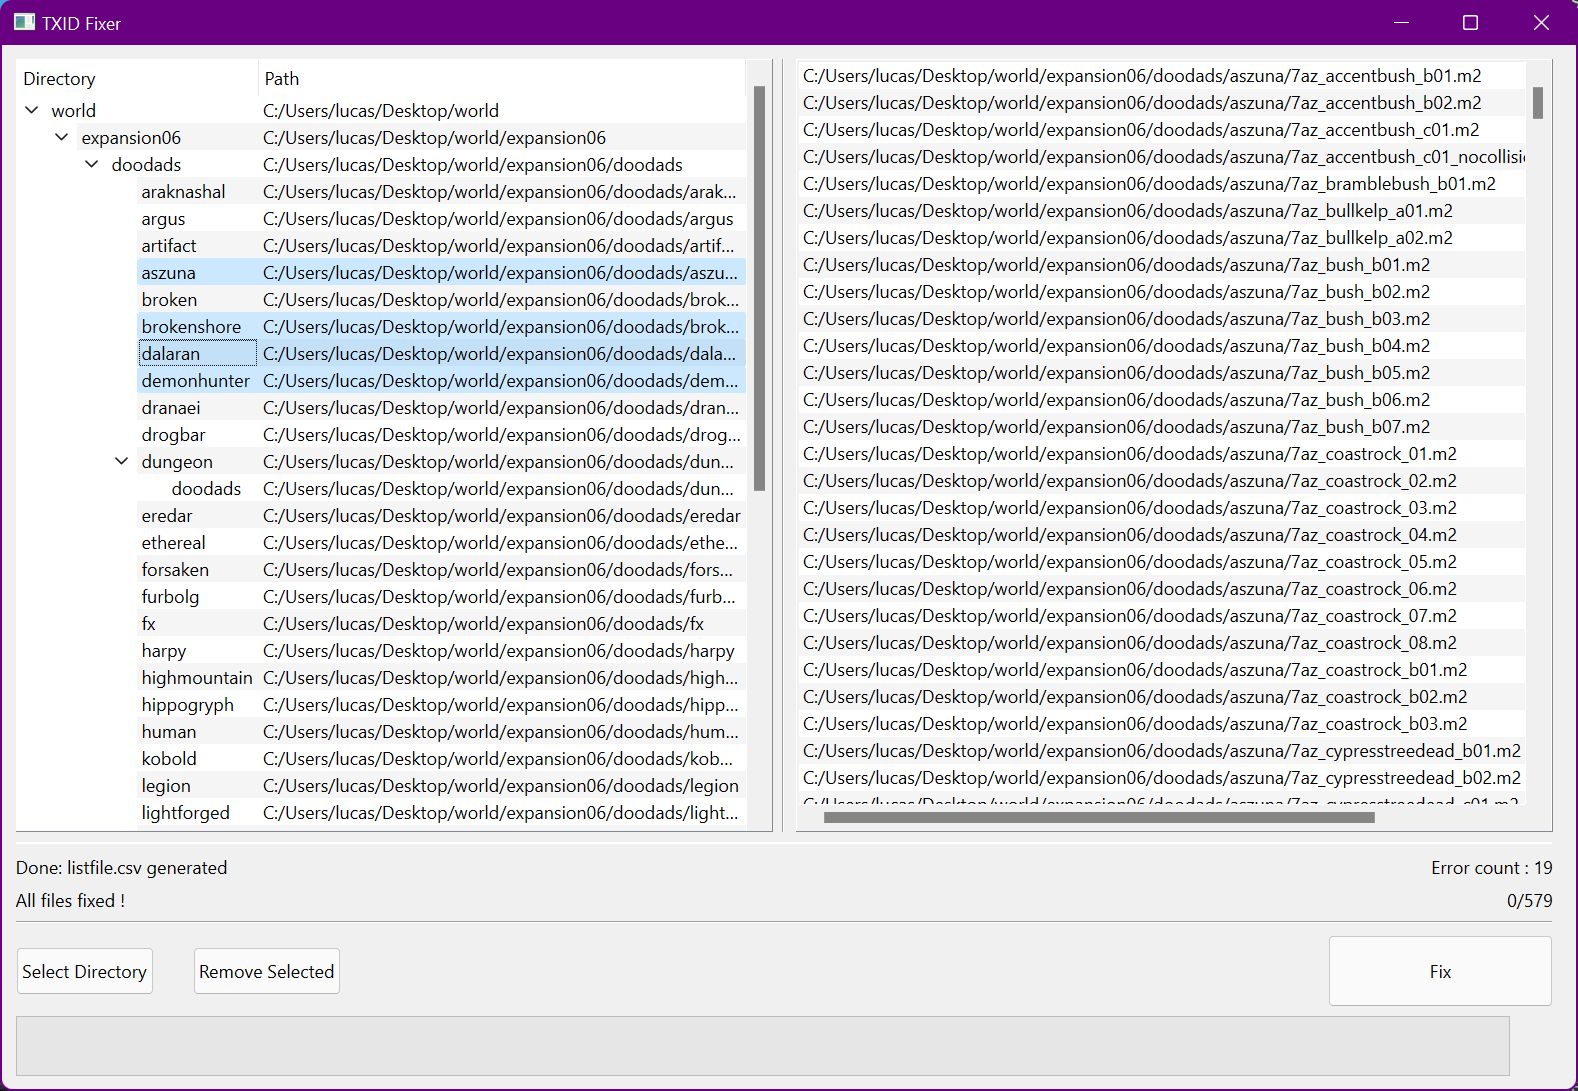 TXID Fixer
Directory Path
world C:/Users/lucas/Desktop/world
expansion06 C:/Users/lucas/Desktop/world/expansion06
doodads C:/Users/lucas/Desktop/world/expansion06/doodads
araknashal C:/Users/lucas/Desktop/world/expansion06/doodads/arak...
argus C:/Users/lucas/Desktop/world/expansion06/doodads/argus
artifact C:/Users/lucas/Desktop/world/expansion06/doodads/artif...
aszuna C:/Users/lucas/Desktop/world/expansion06/doodads/aszu...
broken C:/Users/lucas/Desktop/world/expansion06/doodads/brok...
brokenshore C:/Users/lucas/Desktop/world/expansion06/doodads/brok...
dalaran C:/Users/lucas/Desktop/world/expansion06/doodads/dala...
demonhunter C:/Users/lucas/Desktop/world/expansion06/doodads/dem...
dranaei C:/Users/lucas/Desktop/world/expansion06/doodads/dran...
drogbar C:/Users/lucas/Desktop/world/expansion06/doodads/drog...
dungeon C:/Users/lucas/Desktop/world/expansion06/doodads/dun...
doodads C:/Users/lucas/Desktop/world/expansion06/doodads/dun...
eredar C:/Users/lucas/Desktop/world/expansion06/doodads/eredar
ethereal C:/Users/lucas/Desktop/world/expansion06/doodads/ethe...
forsaken C:/Users/lucas/Desktop/world/expansion06/doodads/fors...
furbolg C:/Users/lucas/Desktop/world/expansion06/doodads/furb...
fx C:/Users/lucas/Desktop/world/expansion06/doodads/fx
harpy C:/Users/lucas/Desktop/world/expansion06/doodads/harpy
highmountain C:/Users/lucas/Desktop/world/expansion06/doodads/high...
hippogryph C:/Users/lucas/Desktop/world/expansion06/doodads/hipp...
human C:/Users/lucas/Desktop/world/expansion06/doodads/hum...
kobold C:/Users/lucas/Desktop/world/expansion06/doodads/kob...
legion C:/Users/lucas/Desktop/world/expansion06/doodads/legion
lightforged C:/Users/lucas/Desktop/world/expansion06/doodads/light...
C:/Users/lucas/Desktop/world/expansion06/doodads/aszuna/7az_accentbush_b01.m2
C:/Users/lucas/Desktop/world/expansion06/doodads/aszuna/7az_accentbush_b02.m2
C:/Users/lucas/Desktop/world/expansion06/doodads/aszuna/7az_accentbush_c01.m2
C:/Users/lucas/Desktop/world/expansion06/doodads/aszuna/7az_accentbush_c01_nocollisi
C:/Users/lucas/Desktop/world/expansion06/doodads/aszuna/7az_bramblebush_b01.m2
C:/Users/lucas/Desktop/world/expansion06/doodads/aszuna/7az_bullkelp_a01.m2
C:/Users/lucas/Desktop/world/expansion06/doodads/aszuna/7az_bullkelp_a02.m2
C:/Users/lucas/Desktop/world/expansion06/doodads/aszuna/7az_bush_b01.m2
C:/Users/lucas/Desktop/world/expansion06/doodads/aszuna/7az_bush_b02.m2
C:/Users/lucas/Desktop/world/expansion06/doodads/aszuna/7az_bush_b03.m2
C:/Users/lucas/Desktop/world/expansion06/doodads/aszuna/7az_bush_b04.m2
C:/Users/lucas/Desktop/world/expansion06/doodads/aszuna/7az_bush_b05.m2
C:/Users/lucas/Desktop/world/expansion06/doodads/aszuna/7az_bush_b06.m2
C:/Users/lucas/Desktop/world/expansion06/doodads/aszuna/7az_bush_b07.m2
C:/Users/lucas/Desktop/world/expansion06/doodads/aszuna/7az_coastrock_01.m2
C:/Users/lucas/Desktop/world/expansion06/doodads/aszuna/7az_coastrock_02.m2
C:/Users/lucas/Desktop/world/expansion06/doodads/aszuna/7az_coastrock_03.m2
C:/Users/lucas/Desktop/world/expansion06/doodads/aszuna/7az_coastrock_04.m2
C:/Users/lucas/Desktop/world/expansion06/doodads/aszuna/7az_coastrock_05.m2
C:/Users/lucas/Desktop/world/expansion06/doodads/aszuna/7az_coastrock_06.m2
C:/Users/lucas/Desktop/world/expansion06/doodads/aszuna/7az_coastrock_07.m2
C:/Users/lucas/Desktop/world/expansion06/doodads/aszuna/7az_coastrock_08.m2
C:/Users/lucas/Desktop/world/expansion06/doodads/aszuna/7az_coastrock_b01.m2
C:/Users/lucas/Desktop/world/expansion06/doodads/aszuna/7az_coastrock_b02.m2
C:/Users/lucas/Desktop/world/expansion06/doodads/aszuna/7az_coastrock_b03.m2
C:/Users/lucas/Desktop/world/expansion06/doodads/aszuna/7az_cypresstreedead_b01.m2
C:/Users/lucas/Desktop/world/expansion06/doodads/aszuna/7az_cypresstreedead_b02.m2
C:/Users/lucas/Desktop/world/expansion06/doodads/aszuna/7az_cypresstreedead_c01.m2
Done: listfile.csv generated
Error count : 19
All files fixed !
0/579
Select Directory
Remove Selected
Fix